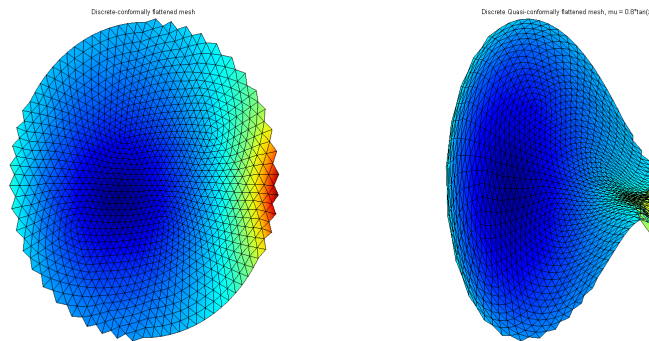 Discrete-conformally flattened mesh
Discrete Quasi-conformally flattened mesh, mu = 0.8*tan(